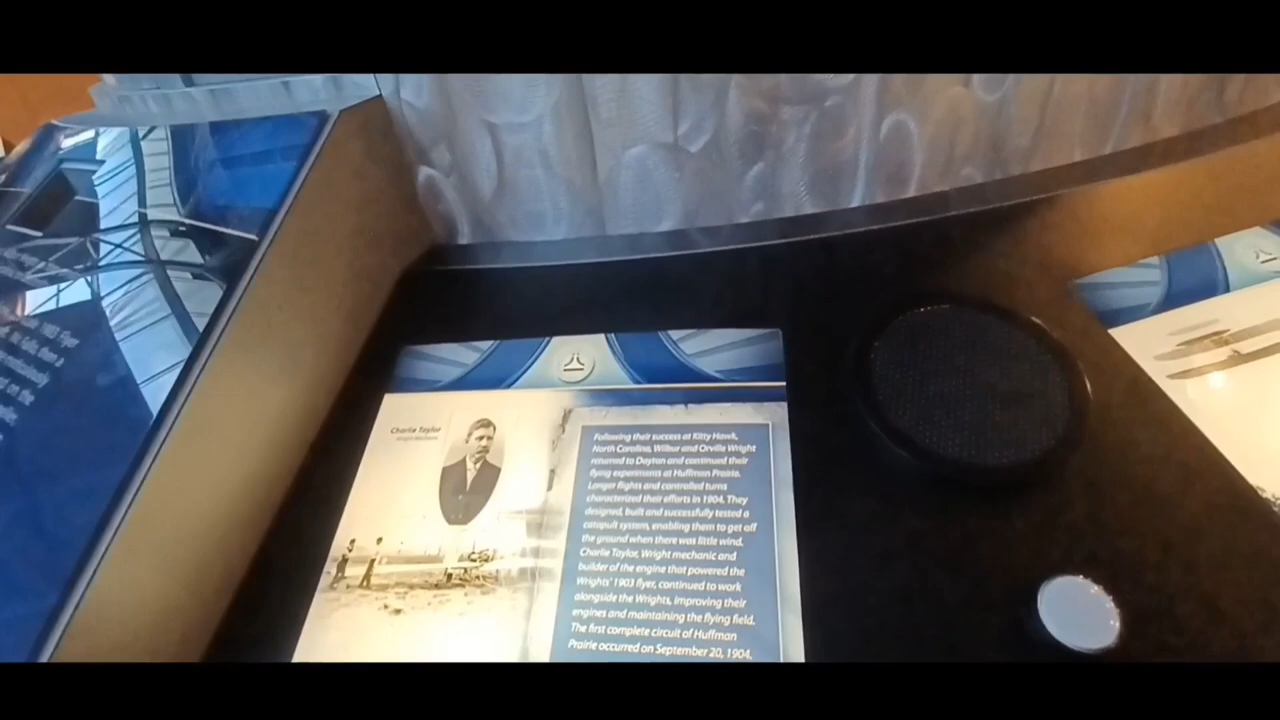 Charlie Taylor
Wright Mechanic
Following their success at Kitty Hawk,
North Carolina, Wilbur and Orville Wright
returned to Dayton and continued their
flying experiments at Huffman Prairie.
Longer flights and controlled turns
characterized their efforts in 1904. They
designed, built and successfully tested a
catapult system, enabling them to get off
the ground when there was little wind.
Charlie Taylor, Wright mechanic and
builder of the engine that powered the
Wrights' 1903 flyer, continued to work
alongside the Wrights, improving their
engines and maintaining the flying field.
The first complete circuit of Huffman
Prairie occurred on September 20, 1904.